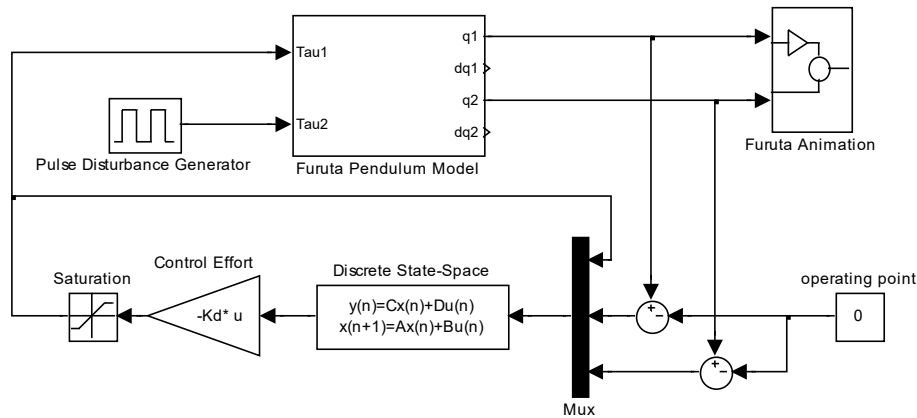 q1
Tau1
dq1
q2
Tau2
dq2
Pulse Disturbance Generator
Furuta Pendulum Model
Furuta Animation
Control Effort
Saturation
Discrete State-Space
operating point
-Kd* u
y(n)=Cx(n)+Du(n)
x(n+1)=Ax(n)+Bu(n)
0
Mux